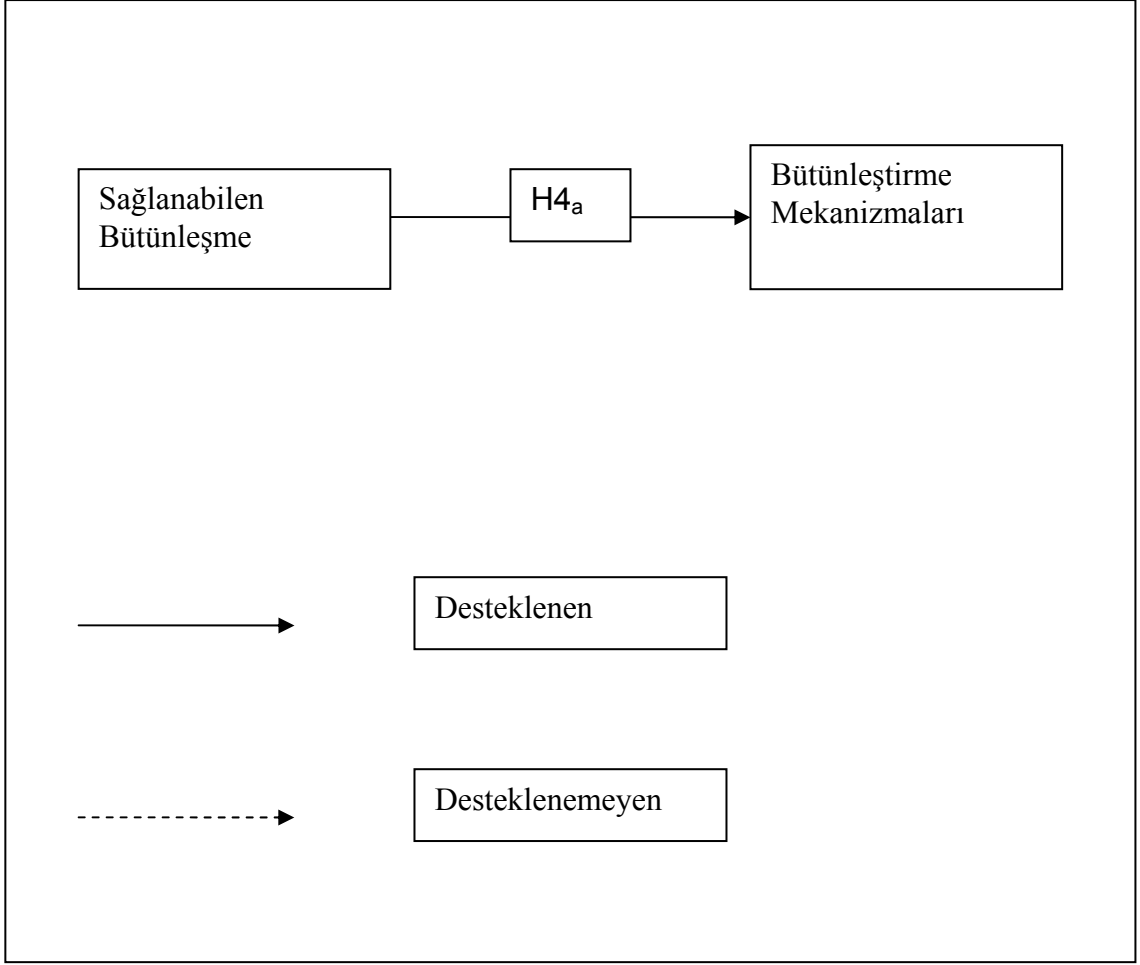 Sağlanabilen
Bütünleşme
H4a
Bütünleştirme
Mekanizmaları
Desteklenen
Desteklenemeyen